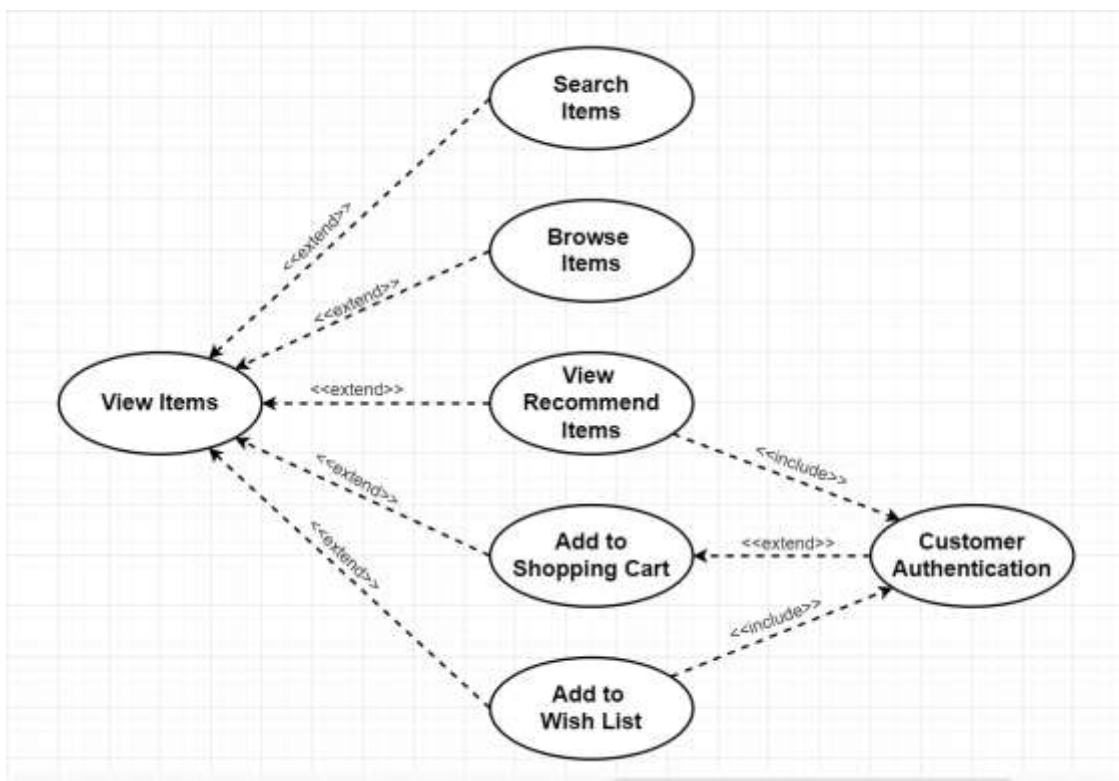 Search
Items
<<extend>>
Browse
Items
<<extend>>
View Items
<<extend>>
View
Recommend
Items
<<include>>
<<extend>>
Add to
Shopping Cart
<<extend>>
Customer
Authentication
<<extend>>
<<include>>
Add to
Wish List